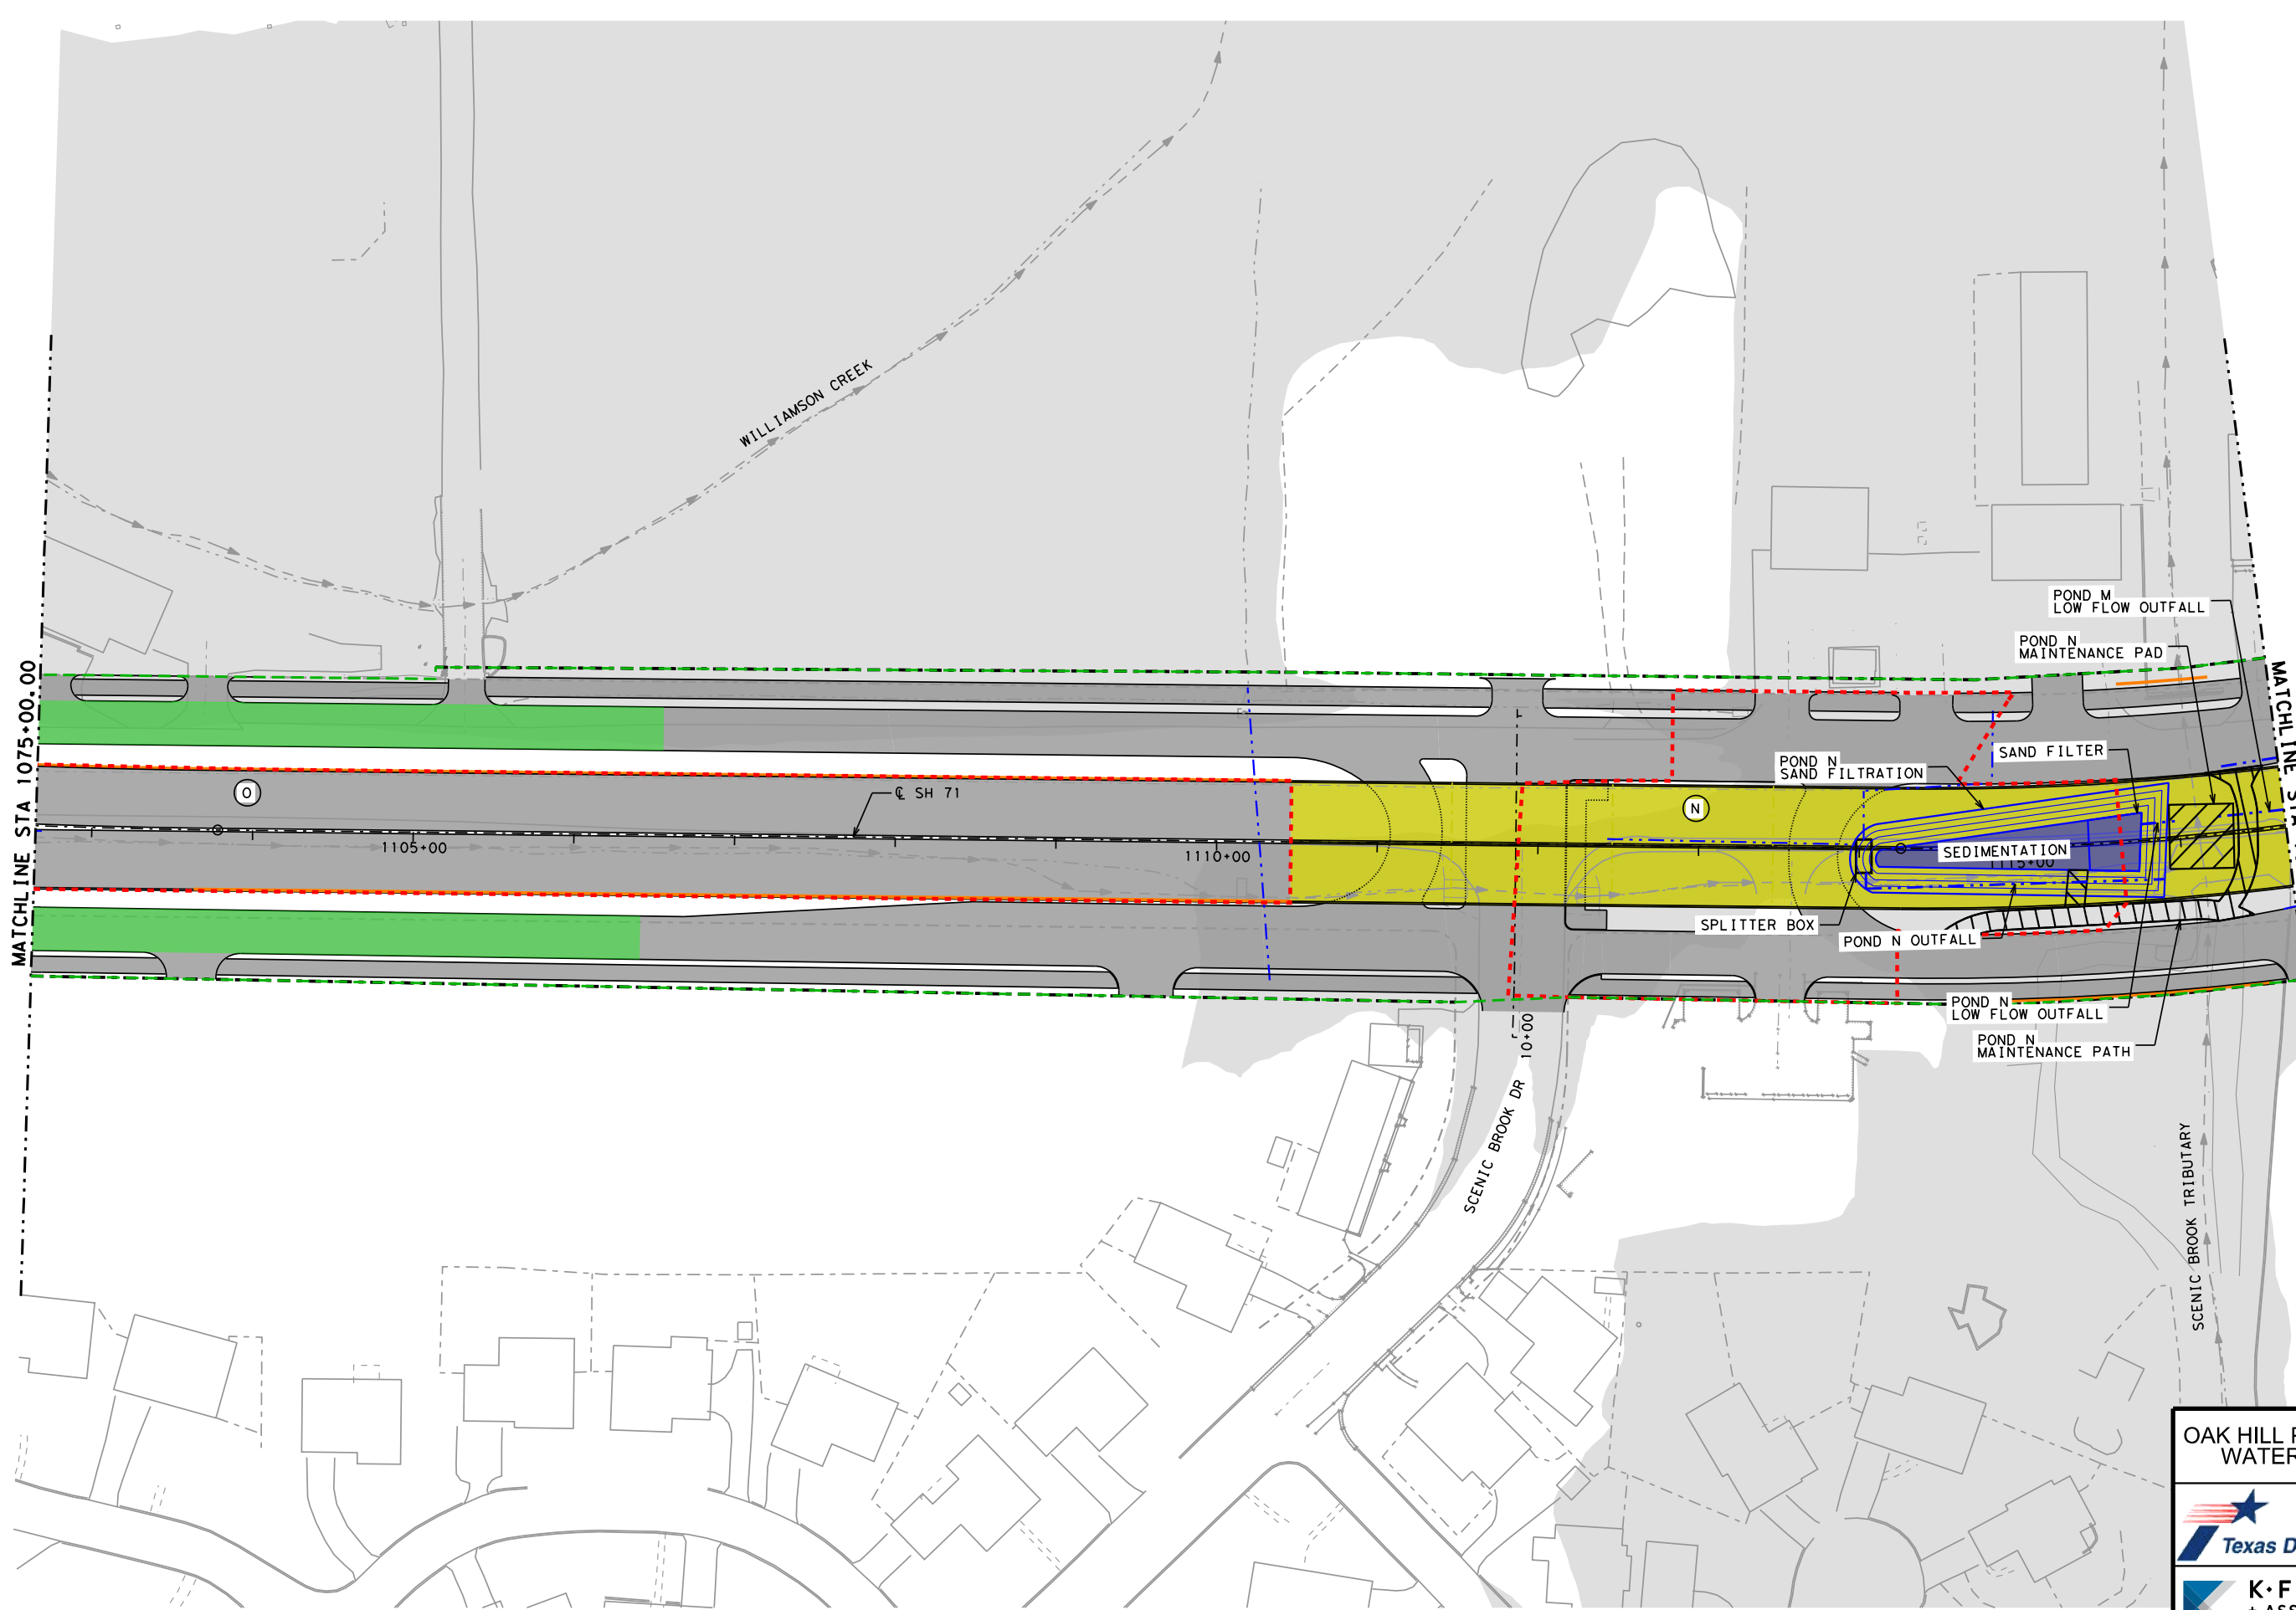 WILLIAMSON CREEK
POND M
LOW FLOW OUTFALL
POND N
MAINTENANCE PAD
MATCHLINE STA 1075+00.00
MATCHLINE
SAND FILTER
POND N
SAND FILTRATION
O
℄ SH 71
N
1105+00
1110+00
SEDIMENTATION
1115+00
SPLITTER BOX
POND N OUTFALL
POND N
LOW FLOW OUTFALL
10+00
POND N
MAINTENANCE PATH
SCENIC BROOK DR
SCENIC BROOK TRIBUTARY
OAK HILL
WATER
Texas D
K·F